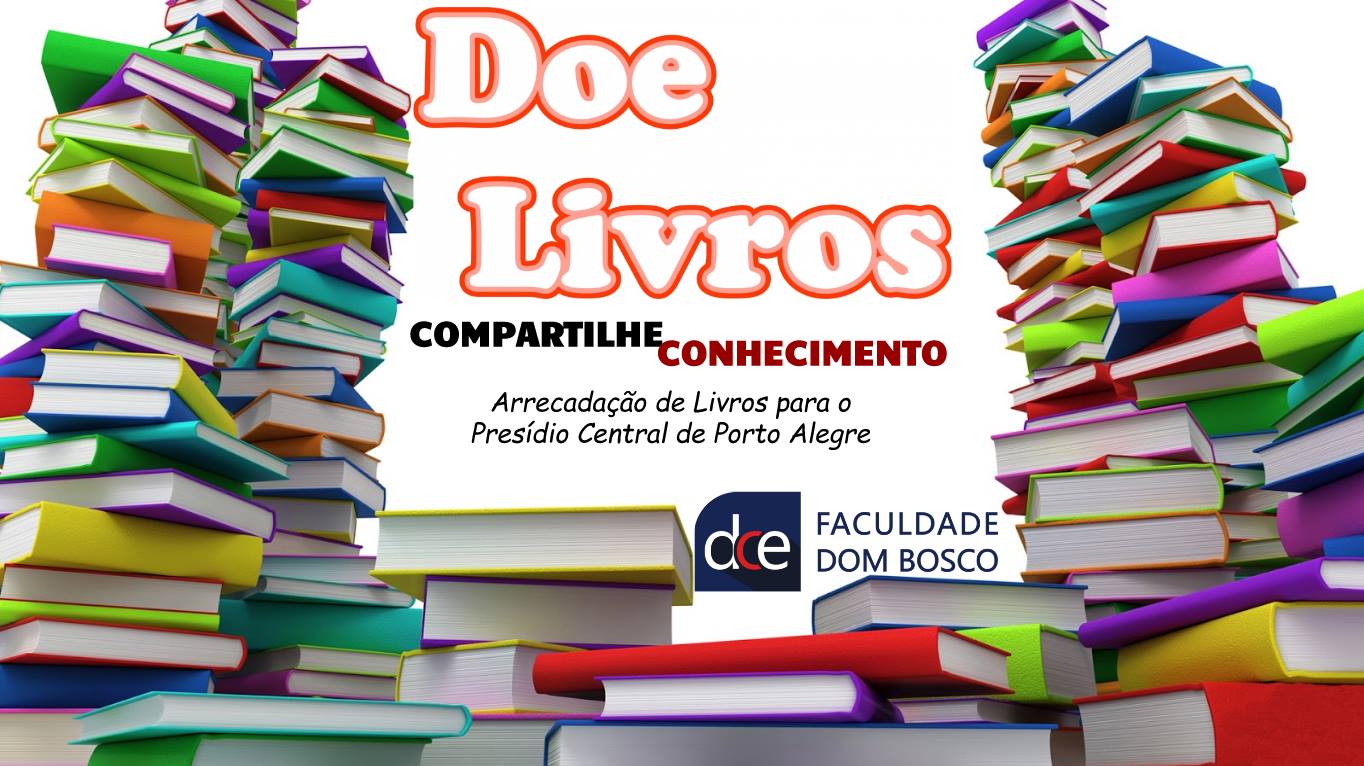 Doe
Livros
COMPARTILHE
CONHECIMENTO
Arrecadação de Livros para o
Presídio Central de Porto Alegre
dce
FACULDADE
DOM BOSCO